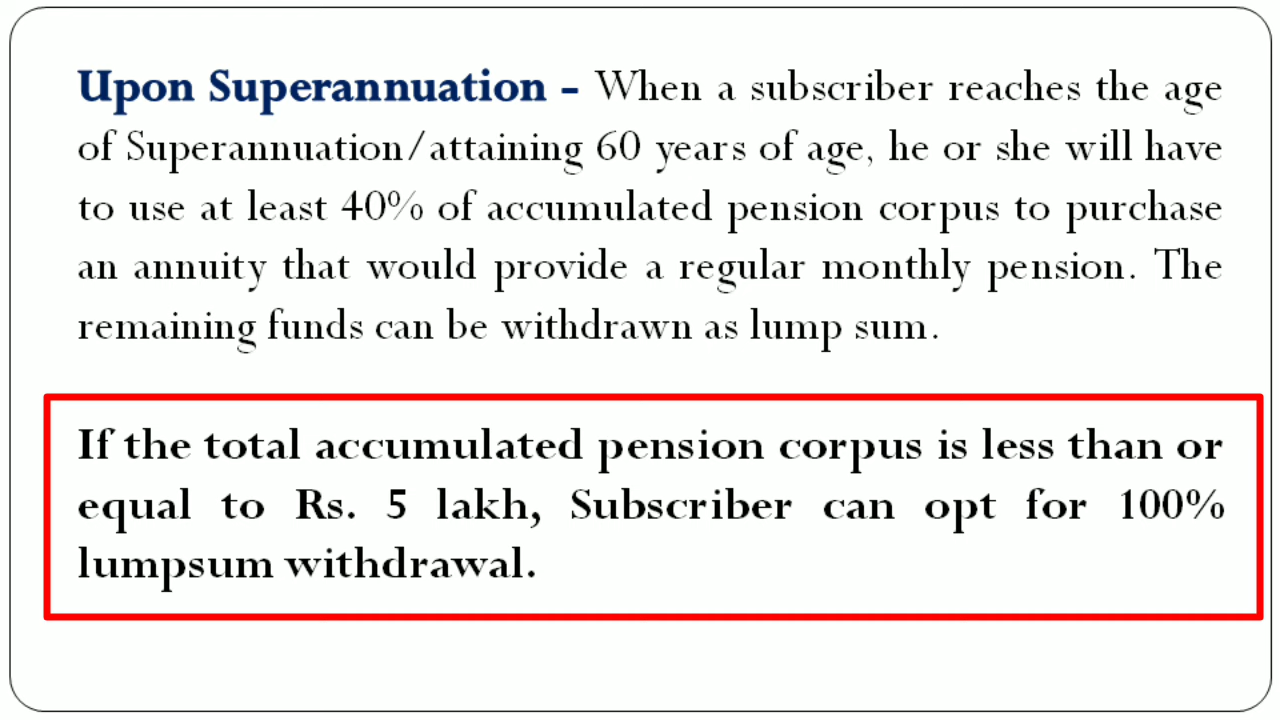 Upon Superannuation - When a subscriber reaches the age
of Superannuation/attaining 60 years of age, he or she will have
to use at least 40% of accumulated pension corpus to purchase
an annuity that would provide a regular monthly pension. The
remaining funds can be withdrawn as lump sum.
If the total accumulated pension corpus is less than or
equal to Rs. 5 lakh, Subscriber can opt for 100%
lumpsum withdrawal.